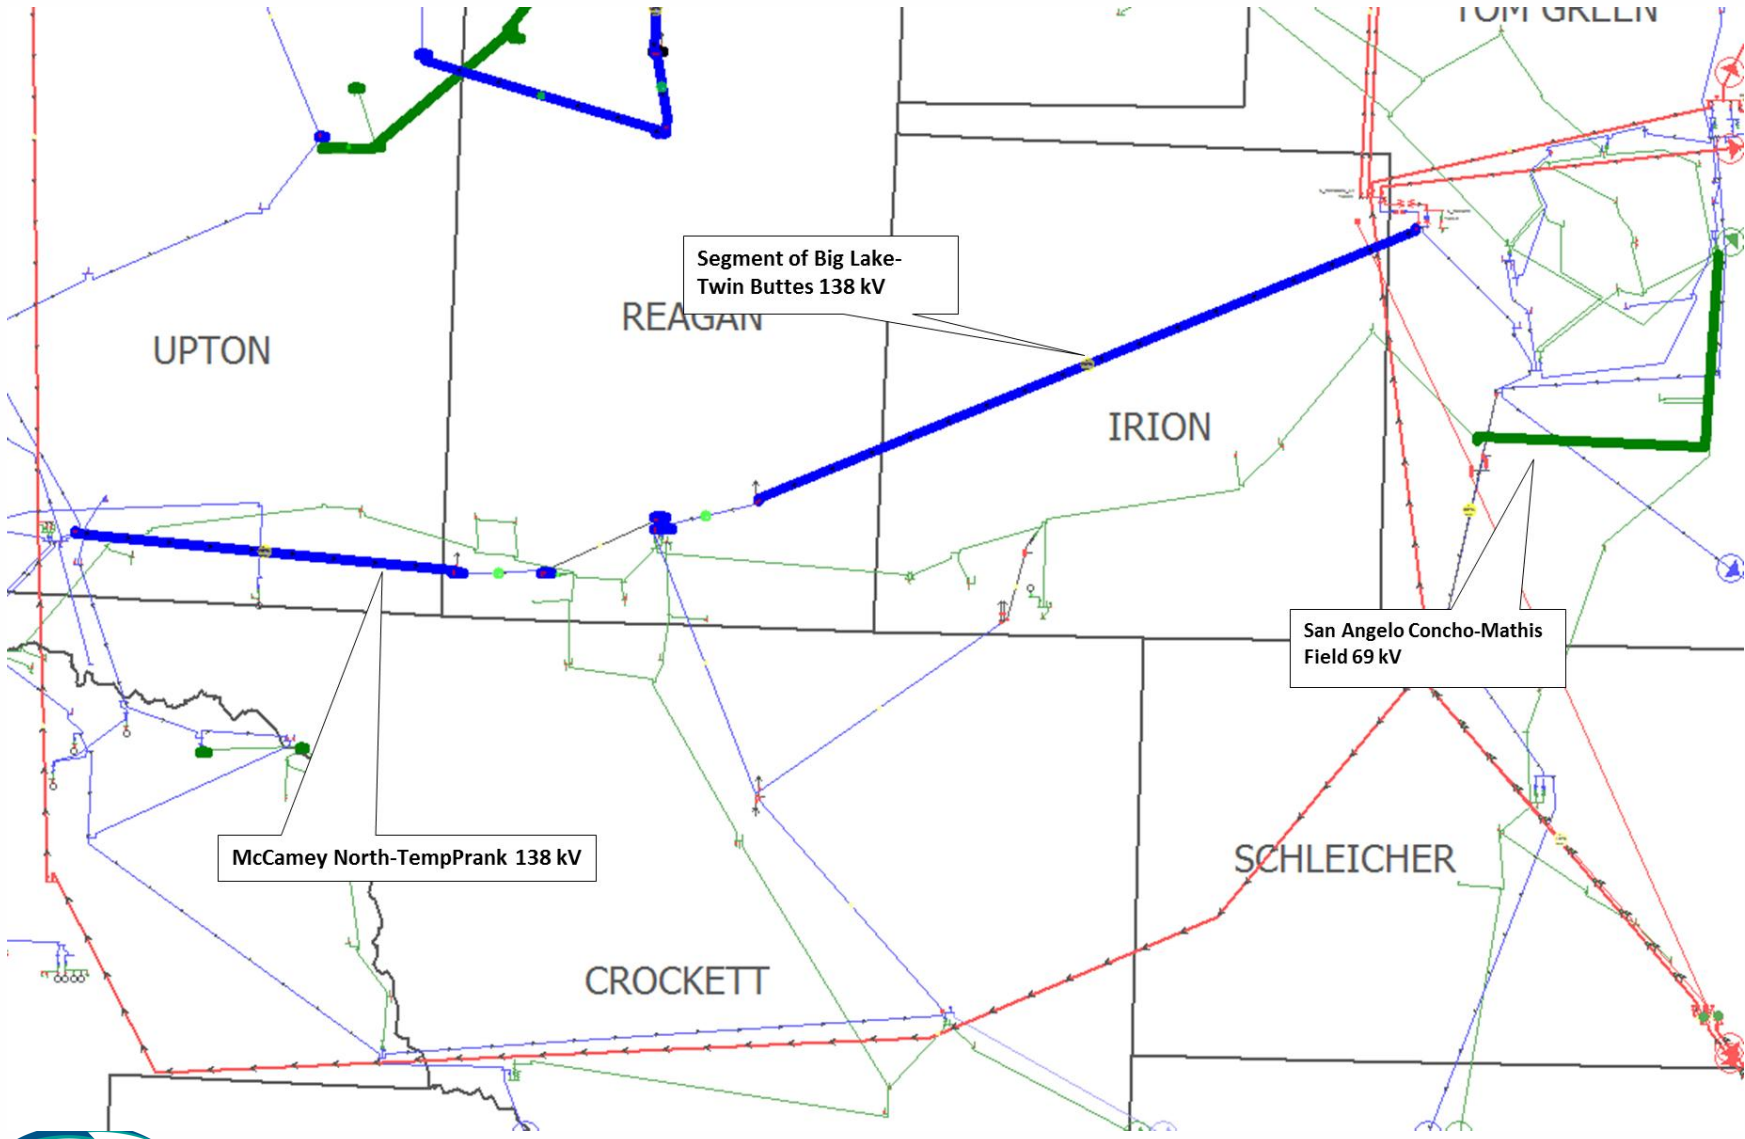 TOM GREEN
Segment of Big Lake-
Twin Buttes 138 kV
REAGAN
UPTON
IRION
San Angelo Concho-Mathis
Field 69 kV
McCamey North-TempPrank 138 kV
SCHLEICHER
CROCKETT